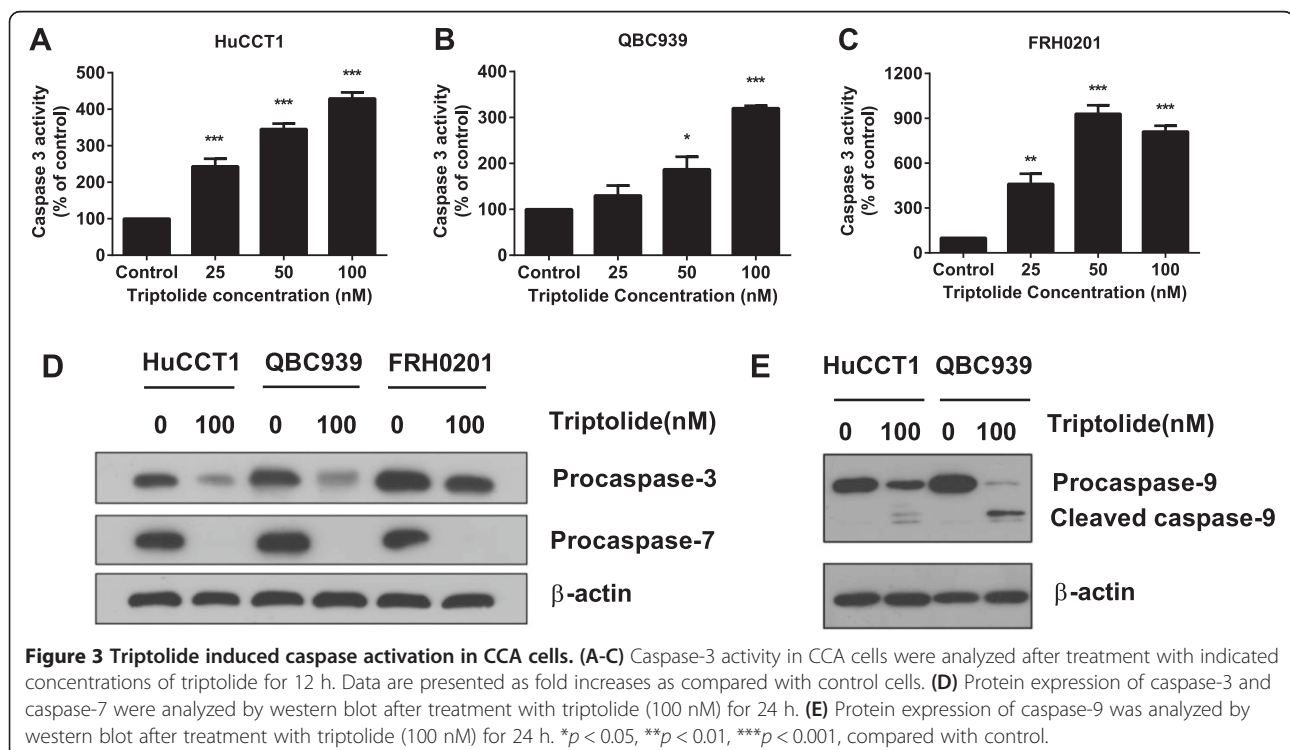 A
HuCCT1
Caspase 3 activity
(% of control)
500
400
300
200
100
0
***
***
***
Control 25 50 100
Triptolide concentration (nM)
B
QBC939
Caspase 3 activity
(% of control)
400
300
200
100
0
*
***
Control 25 50 100
Triptolide Concentration (nM)
C
FRH0201
Caspase 3 activity
(% of control)
1200
900
600
300
0
**
***
***
Control 25 50 100
Triptolide Concentration (nM)
D
HuCCT1 QBC939 FRH0201
0 100 0 100 0 100 Triptolide(nM)
Procaspase-3
Procaspase-7
β-actin
E
HuCCT1 QBC939
0 100 0 100 Triptolide(nM)
Procaspase-9
Cleaved caspase-9
β-actin
Figure 3 Triptolide induced caspase activation in CCA cells. (A-C) Caspase-3 activity in CCA cells were analyzed after treatment with indicated
concentrations of triptolide for 12 h. Data are presented as fold increases as compared with control cells. (D) Protein expression of caspase-3 and
caspase-7 were analyzed by western blot after treatment with triptolide (100 nM) for 24 h. (E) Protein expression of caspase-9 was analyzed by
western blot after treatment with triptolide (100 nM) for 24 h. *p < 0.05, **p < 0.01, ***p < 0.001, compared with control.